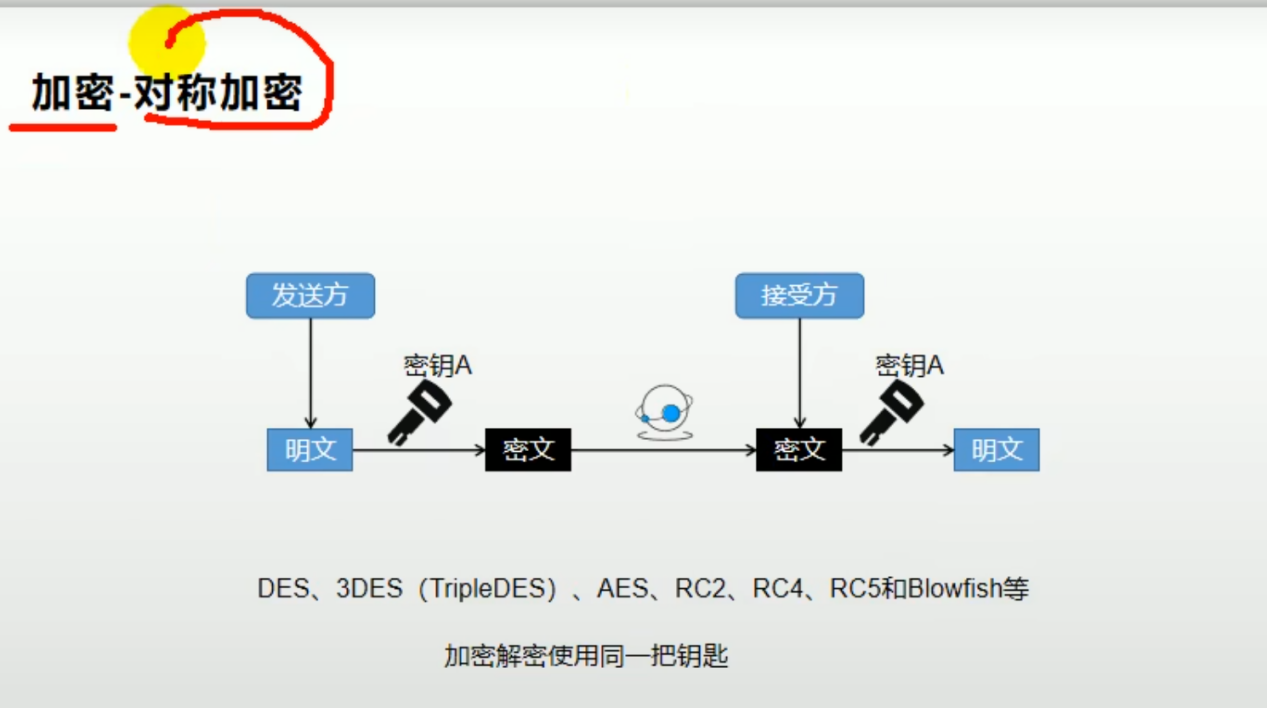 加密-对称加密
发送方
接受方
密钥A
密钥A
明文
密文
密文
明文
DES、3DES（TripleDES）、AES、RC2、RC4、RC5和Blowfish等
加密解密使用同一把钥匙